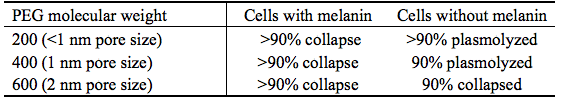 PEG molecular weight Cells with melanin Cells without melanin
200 (<1 nm pore size) >90% collapse >90% plasmolyzed
400 (1 nm pore size) >90% collapse 90% plasmolyzed
600 (2 nm pore size) >90% collapse 90% collapsed